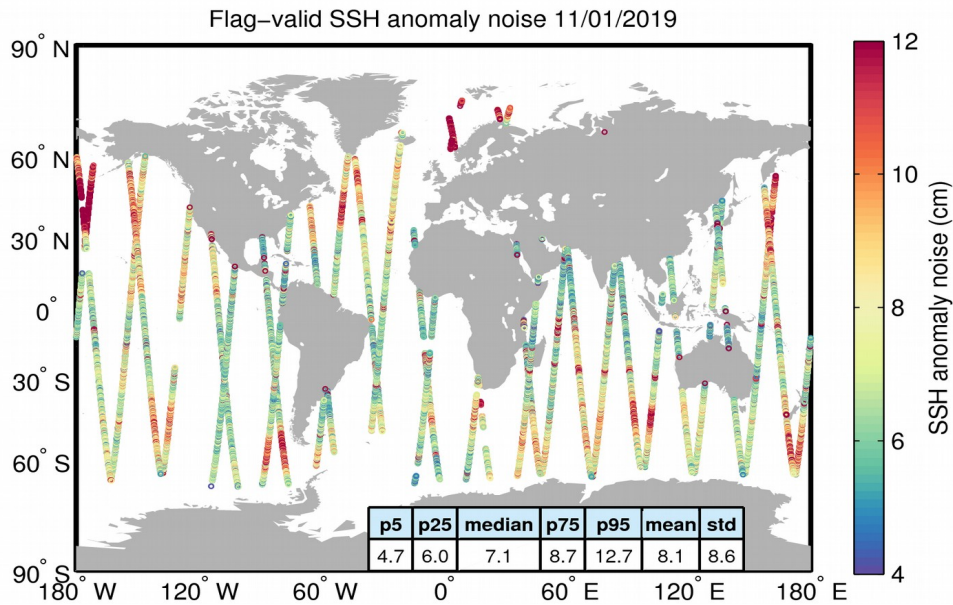 Flag−valid SSH anomaly noise 11/01/2019
90° N
60° N
30° N
0°
30° S
60° S
90° S
180° W
120° W
60° W
0°
60° E
120° E
180° E
p5 p25 median p75 p95 mean std
4.7 6.0 7.1 8.7 12.7 8.1 8.6
12
10
8
6
4
SSH anomaly noise (cm)